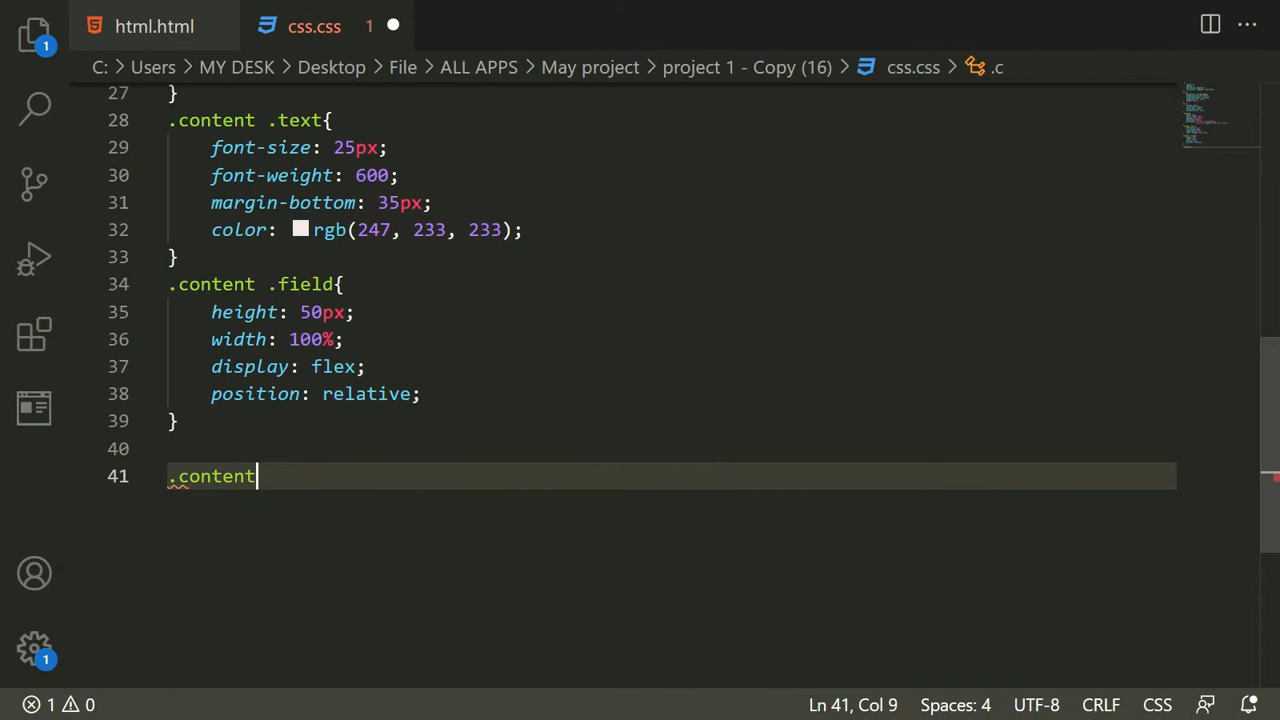 html.html
css.css 1
C: > Users > MY DESK > Desktop > File > ALL APPS > May project > project 1 - Copy (16) > css.css > .c
27 }
28 .content .text{
29 font-size: 25px;
30 font-weight: 600;
31 margin-bottom: 35px;
32 color: rgb(247, 233, 233);
33 }
34 .content .field{
35 height: 50px;
36 width: 100%;
37 display: flex;
38 position: relative;
39 }
40
41 .content
1
1
1 0 Ln 41, Col 9 Spaces: 4 UTF-8 CRLF CSS